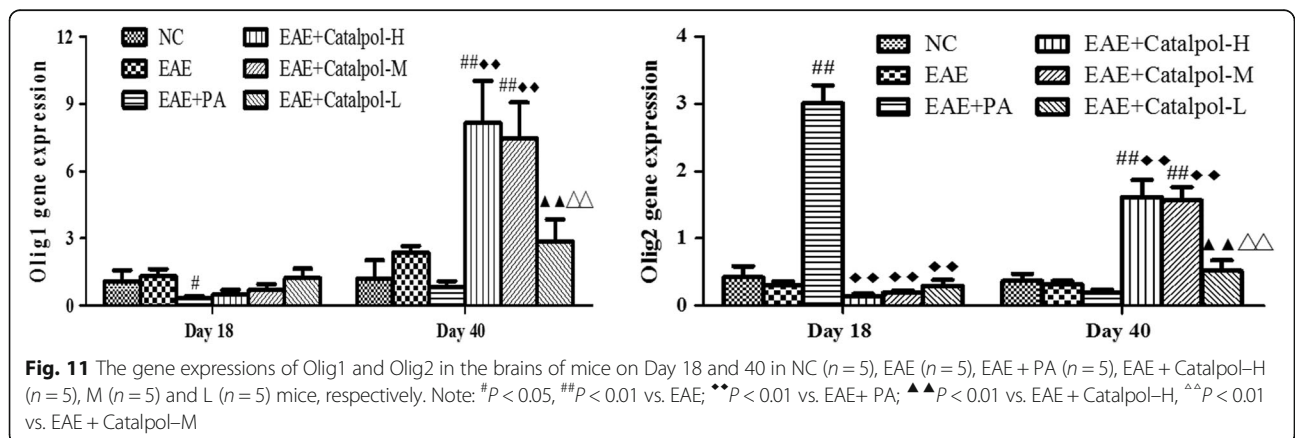 Olig1 gene expression
12
9
6
3
0
NC
EAE
EAE+PA
EAE+Catalpol-H
EAE+Catalpol-M
EAE+Catalpol-L
#
##◆◆
##◆◆
▲▲△△
Day 18
Day 40
Olig2 gene expression
4
3
2
1
0
NC
EAE
EAE+PA
EAE+Catalpol-H
EAE+Catalpol-M
EAE+Catalpol-L
##
◆◆
◆◆
◆◆
##◆◆
##◆◆
▲▲△△
Day 18
Day 40
Fig. 11 The gene expressions of Olig1 and Olig2 in the brains of mice on Day 18 and 40 in NC (n = 5), EAE (n = 5), EAE + PA (n = 5), EAE + Catalpol–H
(n = 5), M (n = 5) and L (n = 5) mice, respectively. Note: #P < 0.05, ##P < 0.01 vs. EAE; ◆◆P < 0.01 vs. EAE+ PA; ▲▲P < 0.01 vs. EAE + Catalpol–H, △△P < 0.01
vs. EAE + Catalpol–M